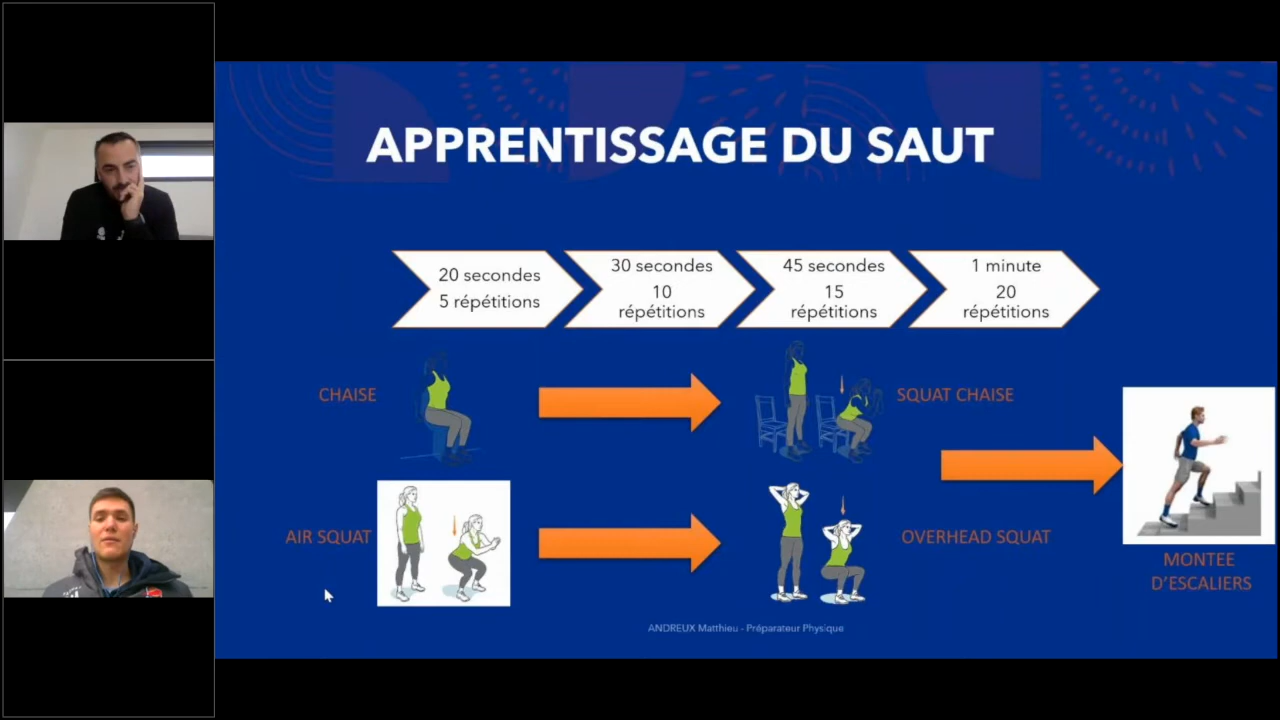 APPRENTISSAGE DU SAUT
20 secondes
5 répétitions
30 secondes
10
répétitions
45 secondes
15
répétitions
1 minute
20
répétitions
CHAISE
SQUAT CHAISE
AIR SQUAT
OVERHEAD SQUAT
MONTEE
D'ESCALIERS
ANDREUX Matthieu - Préparateur Physique